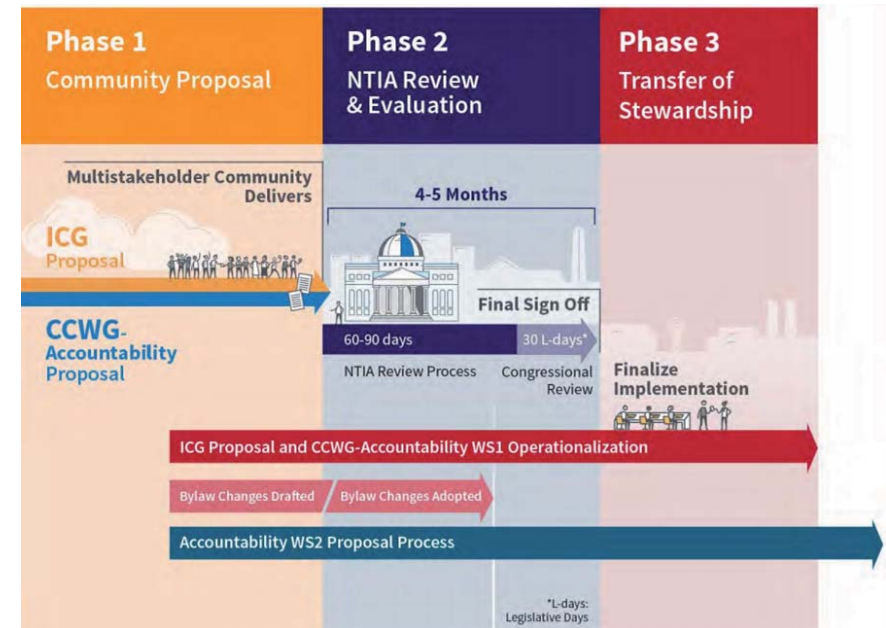 Phase 1
Community Proposal
Phase 2
NTIA Review
& Evaluation
Phase 3
Transfer of
Stewardship
Multistakeholder Community
Delivers
ICG
Proposal
CCWG-
Accountability
Proposal
4-5 Months
Final Sign Off
60-90 days
30 L-days*
NTIA Review Process
Congressional
Review
Finalize
Implementation
ICG Proposal and CCWG-Accountability WS1 Operationalization
Bylaw Changes Drafted
Bylaw Changes Adopted
Accountability WS2 Proposal Process
*L-days:
Legislative Days